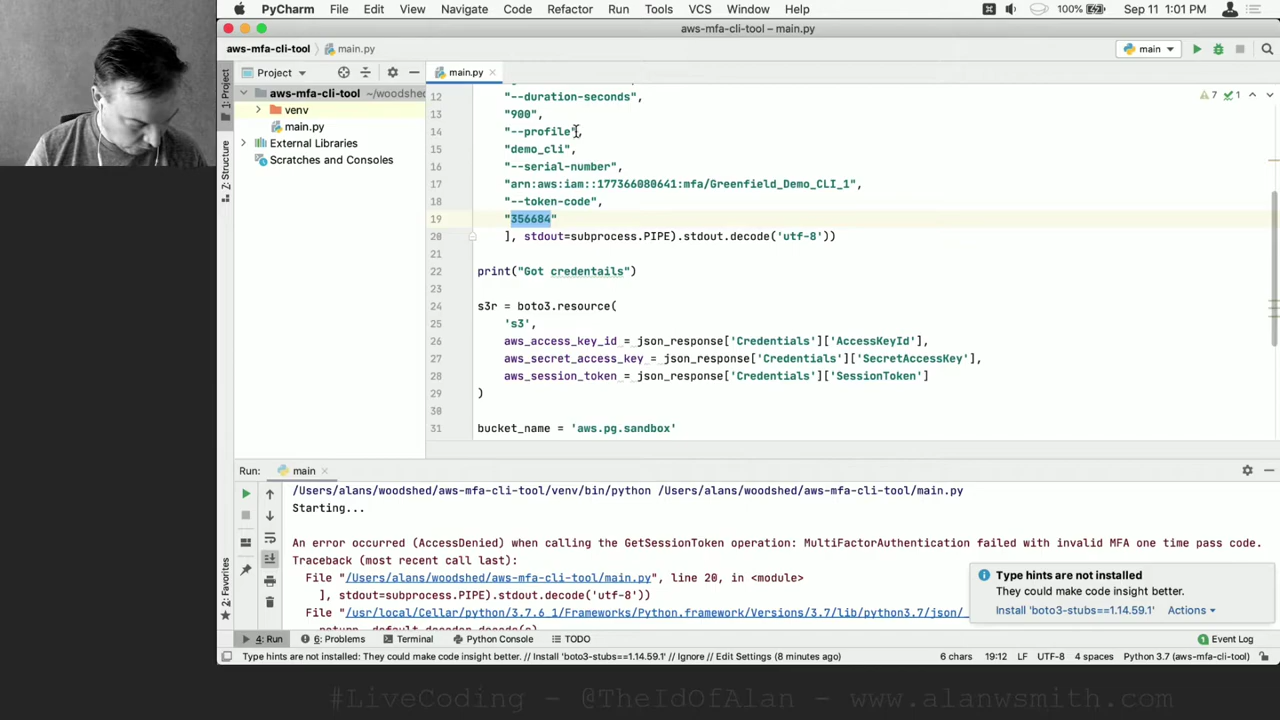 PyCharm File Edit View Navigate Code Refactor Run Tools VCS Window Help 100% Sep 11 1:01 PM
aws-mfa-cli-tool – main.py
aws-mfa-cli-tool main.py main
Project main.py
1: Project
aws-mfa-cli-tool ~/woodshed
venv
main.py
External Libraries
Scratches and Consoles
Z: Structure
7 1
12 "--duration-seconds",
13 "900",
14 "--profile",
15 "demo_cli",
16 "--serial-number",
17 "arn:aws:iam::177366080641:mfa/Greenfield_Demo_CLI_1",
18 "--token-code",
19 "356684"
20 ], stdout=subprocess.PIPE).stdout.decode('utf-8'))
21
22 print("Got credentails")
23
24 s3r = boto3.resource(
25 's3',
26 aws_access_key_id = json_response['Credentials']['AccessKeyId'],
27 aws_secret_access_key = json_response['Credentials']['SecretAccessKey'],
28 aws_session_token = json_response['Credentials']['SessionToken']
29 )
30
31 bucket_name = 'aws.pg.sandbox'
Run: main
/Users/alans/woodshed/aws-mfa-cli-tool/venv/bin/python /Users/alans/woodshed/aws-mfa-cli-tool/main.py
Starting...
An error occurred (AccessDenied) when calling the GetSessionToken operation: MultiFactorAuthentication failed with invalid MFA one time pass code.
Traceback (most recent call last):
File "/Users/alans/woodshed/aws-mfa-cli-tool/main.py", line 20, in <module>
], stdout=subprocess.PIPE).stdout.decode('utf-8'))
File "/usr/local/Cellar/python/3.7.6_1/Frameworks/Python.framework/Versions/3.7/lib/python3.7/json/
return _default_decoder.decode(s)
2: Favorites
Type hints are not installed
They could make code insight better.
Install 'boto3-stubs==1.14.59.1' Actions
4: Run 6: Problems Terminal Python Console TODO 1 Event Log
Type hints are not installed: They could make code insight better. // Install 'boto3-stubs==1.14.59.1' // Ignore // Edit Settings (8 minutes ago) 6 chars 19:12 LF UTF-8 4 spaces Python 3.7 (aws-mfa-cli-tool)
#LiveCoding - @TheIdOfAlan - www.alanwsmith.com